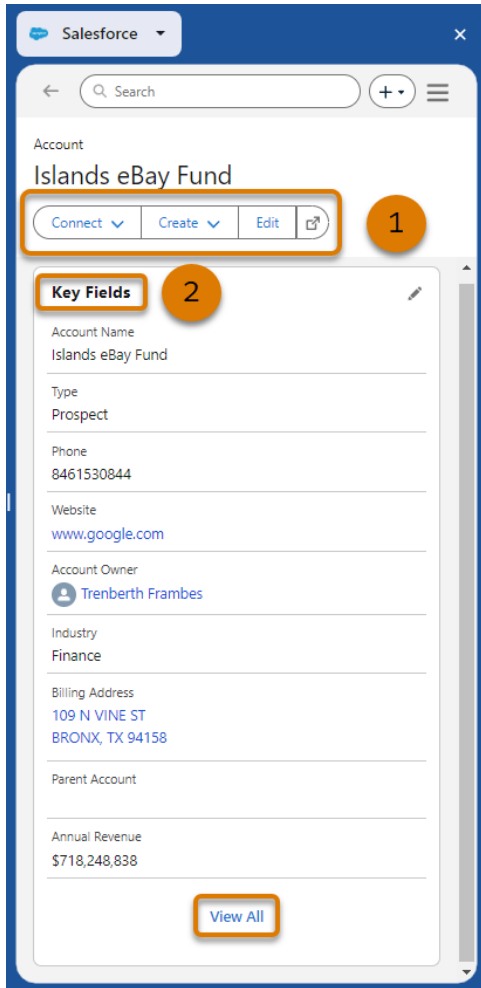 Salesforce
Search
Account
Islands eBay Fund
Connect Create Edit
1
Key Fields
2
Account Name
Islands eBay Fund
Type
Prospect
Phone
8461530844
Website
www.google.com
Account Owner
Trenberth Frambes
Industry
Finance
Billing Address
109 N VINE ST
BRONX, TX 94158
Parent Account
Annual Revenue
$718,248,838
View All